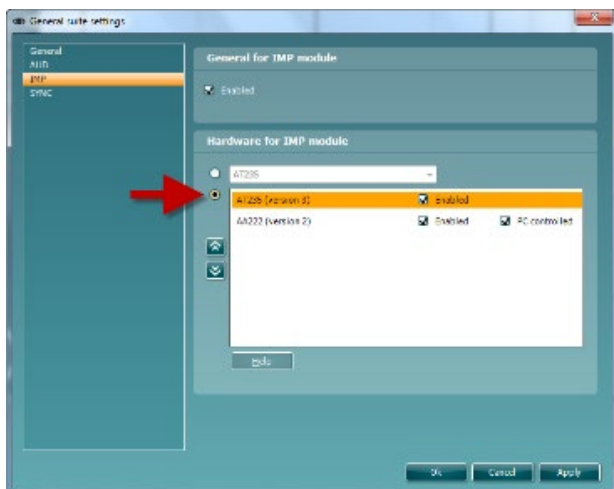 General suite settings
General
AUD
IMP
SYNC
General for IMP module
Enabled
Hardware for IMP module
AT235
AT235 (version 3) Enabled
AA222 (version 2) Enabled PC controlled
Help
Ok Cancel Apply